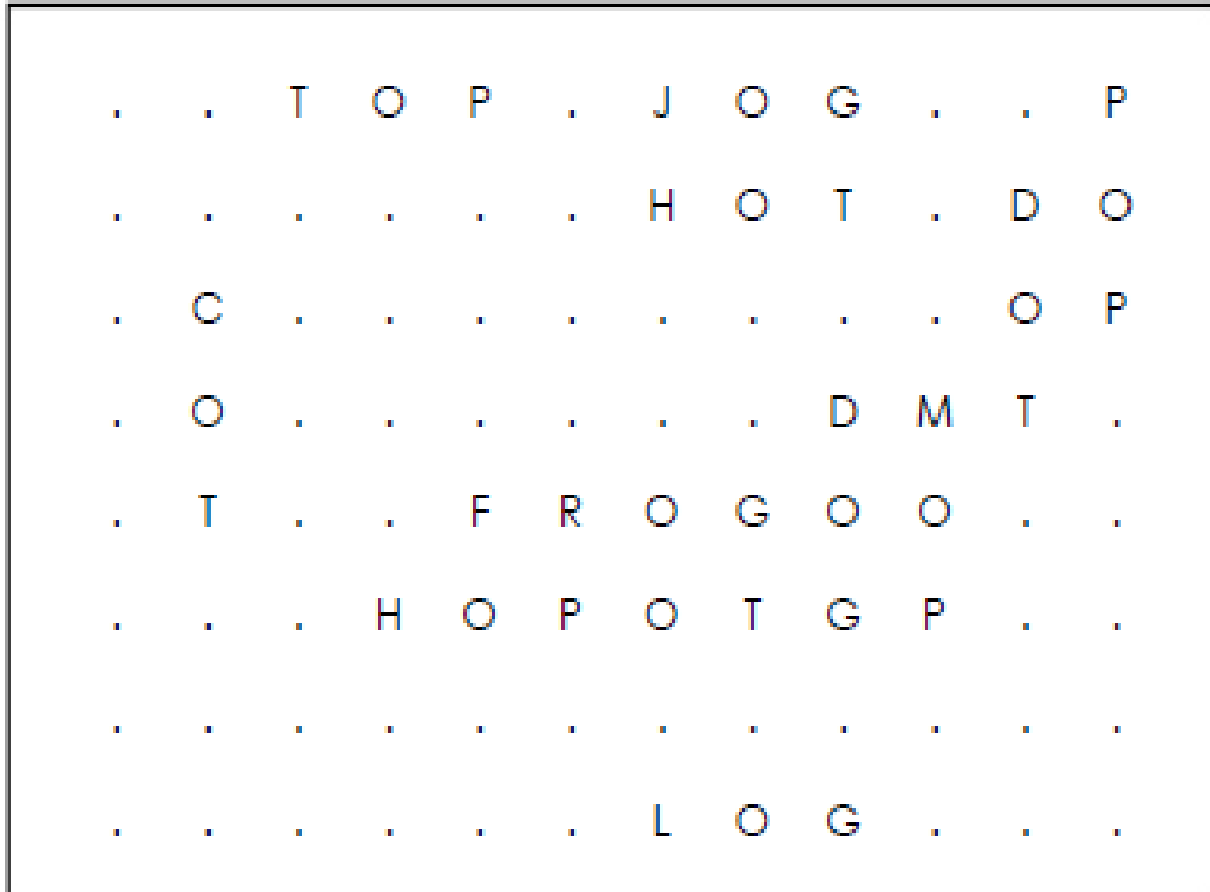 . . T O P . J O G . . P
. . . . . . H O T . D O
. C . . . . . . . . O P
. O . . . . . . D M T .
. T . . F R O G O O . .
. . . H O P O T G P . .
. . . . . . . . . . . .
. . . . . . L O G . . .